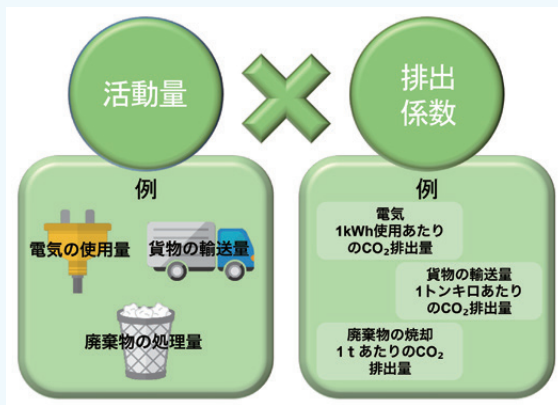 活動量
排出
係数
例
電気の使用量
貨物の輸送量
廃棄物の処理量
例
電気
1kWh使用あたり
のCO₂排出量
貨物の輸送量
1トンキロあたり
のCO₂排出量
廃棄物の焼却
1tあたりのCO₂
排出量